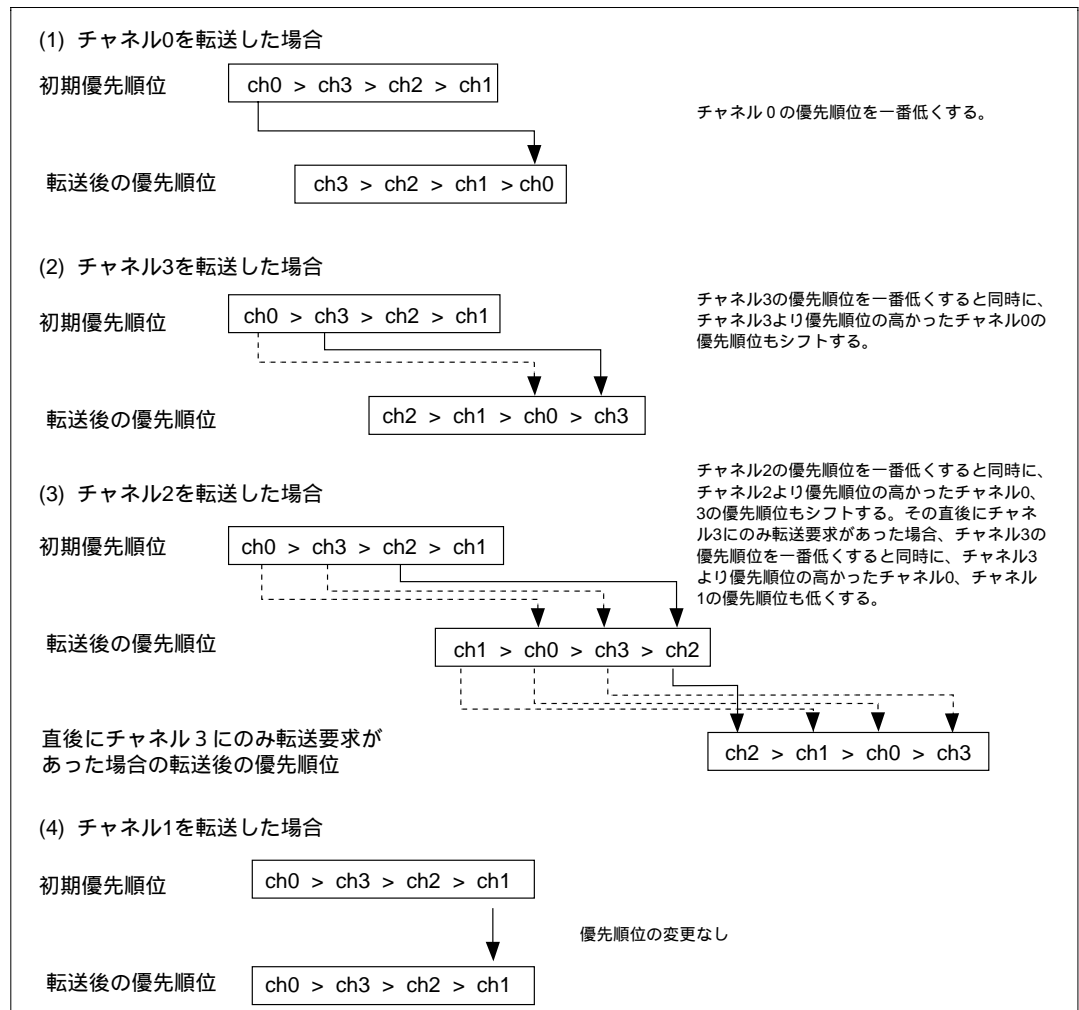 (1) チャネル0を転送した場合
初期優先順位
ch0 > ch3 > ch2 > ch1
チャネル０の優先順位を一番低くする。
転送後の優先順位
ch3 > ch2 > ch1 > ch0
(2) チャネル3を転送した場合
初期優先順位
ch0 > ch3 > ch2 > ch1
チャネル3の優先順位を一番低くすると同時に、
チャネル3より優先順位の高かったチャネル0の
優先順位もシフトする。
転送後の優先順位
ch2 > ch1 > ch0 > ch3
(3) チャネル2を転送した場合
初期優先順位
ch0 > ch3 > ch2 > ch1
チャネル2の優先順位を一番低くすると同時に、
チャネル2より優先順位の高かったチャネル0、
3の優先順位もシフトする。その直後にチャネ
ル3にのみ転送要求があった場合、チャネル3の
優先順位を一番低くすると同時に、チャネル3
より優先順位の高かったチャネル0、チャネル
1の優先順位も低くする。
転送後の優先順位
ch1 > ch0 > ch3 > ch2
直後にチャネル３にのみ転送要求が
あった場合の転送後の優先順位
ch2 > ch1 > ch0 > ch3
(4) チャネル1を転送した場合
初期優先順位
ch0 > ch3 > ch2 > ch1
優先順位の変更なし
転送後の優先順位
ch0 > ch3 > ch2 > ch1